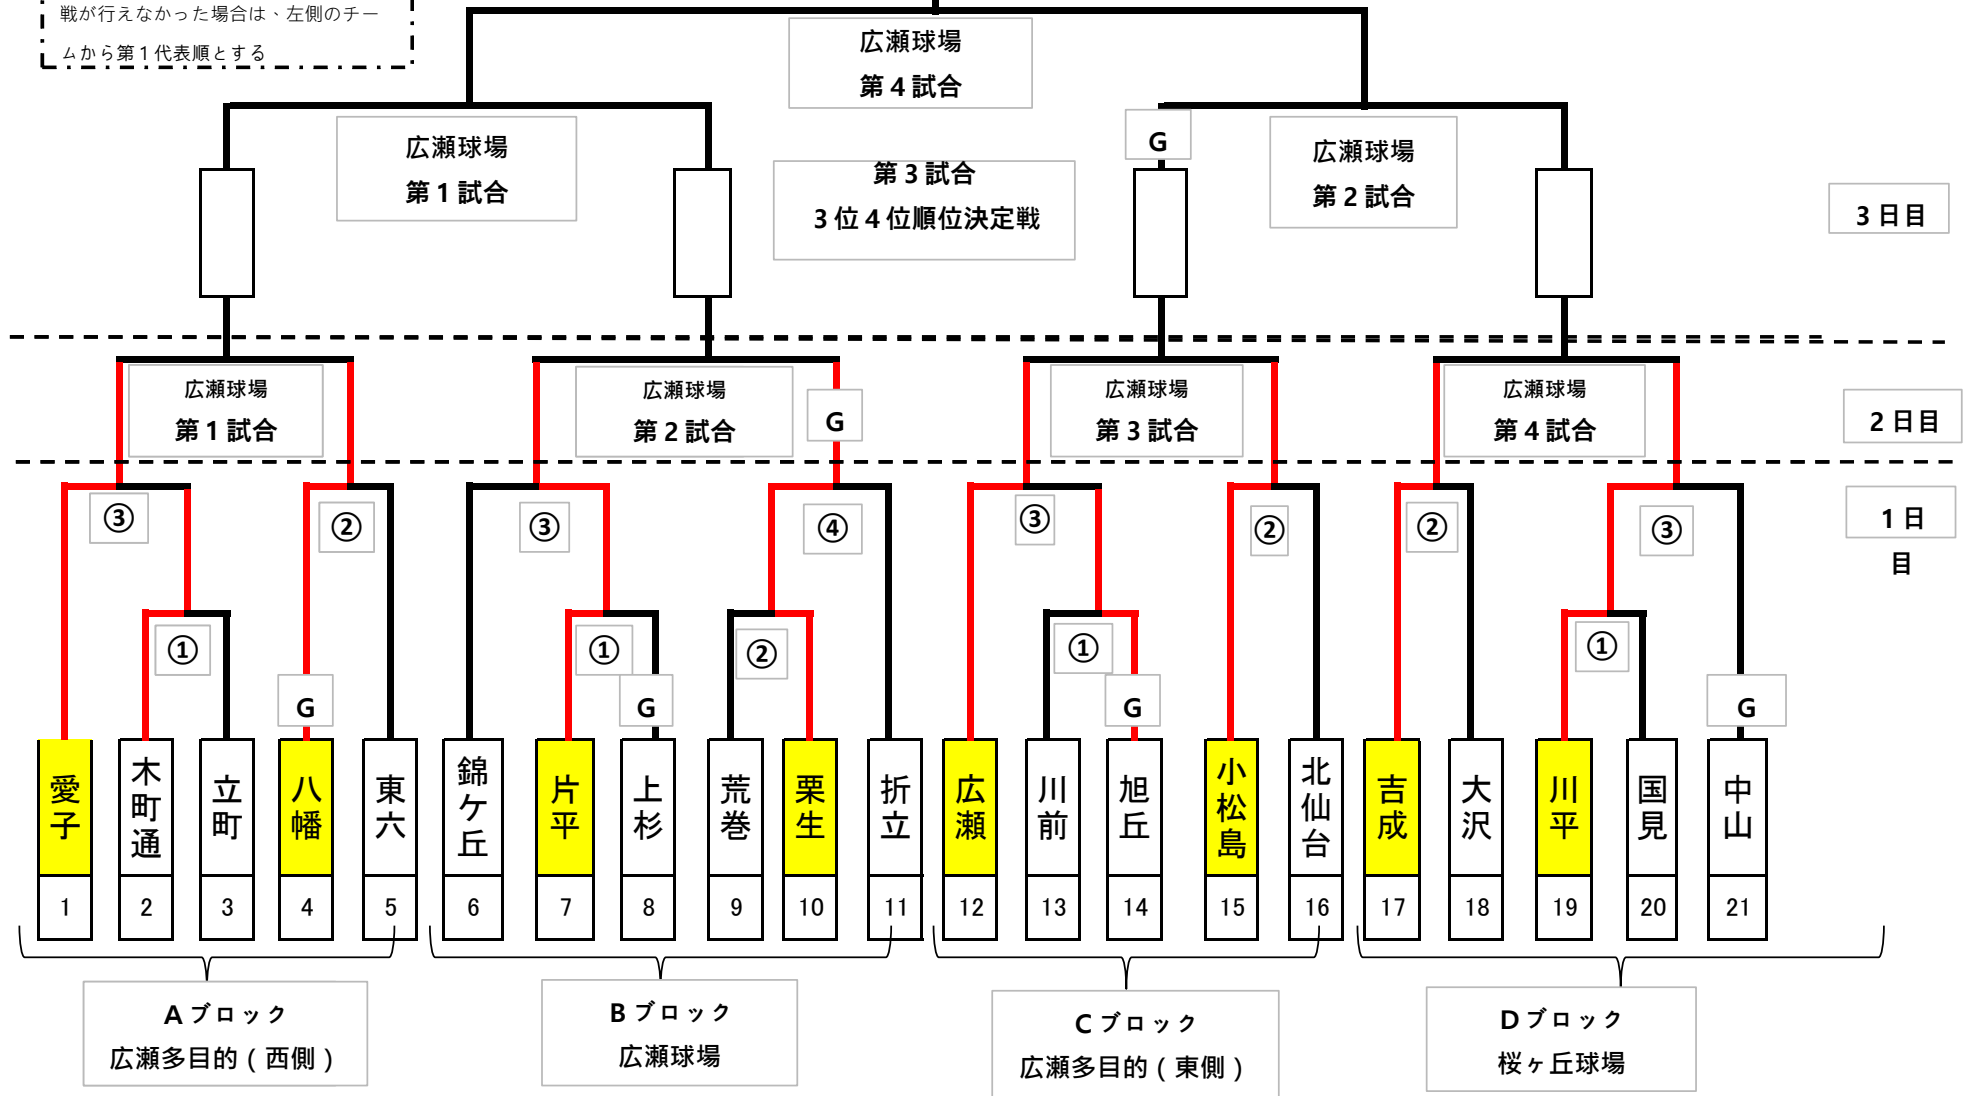 戦が行えなかった場合は、左側のチー
ムから第1代表順とする
広瀬球場
第4試合
広瀬球場
第1試合
第3試合
3位4位順位決定戦
G
広瀬球場
第2試合
3日目
広瀬球場
第1試合
広瀬球場
第2試合
G
広瀬球場
第3試合
広瀬球場
第4試合
2日目
③
②
③
④
③
②
②
③
1日
目
①
①
②
①
①
G
G
G
G
愛子
木町通
立町
八幡
東六
錦ケ丘
片平
上杉
荒巻
栗生
折立
広瀬
川前
旭丘
小松島
北仙台
吉成
大沢
川平
国見
中山
1 2 3 4 5 6 7 8 9 10 11 12 13 14 15 16 17 18 19 20 21
Aブロック
広瀬多目的(西側)
Bブロック
広瀬球場
Cブロック
広瀬多目的(東側)
Dブロック
桜ヶ丘球場